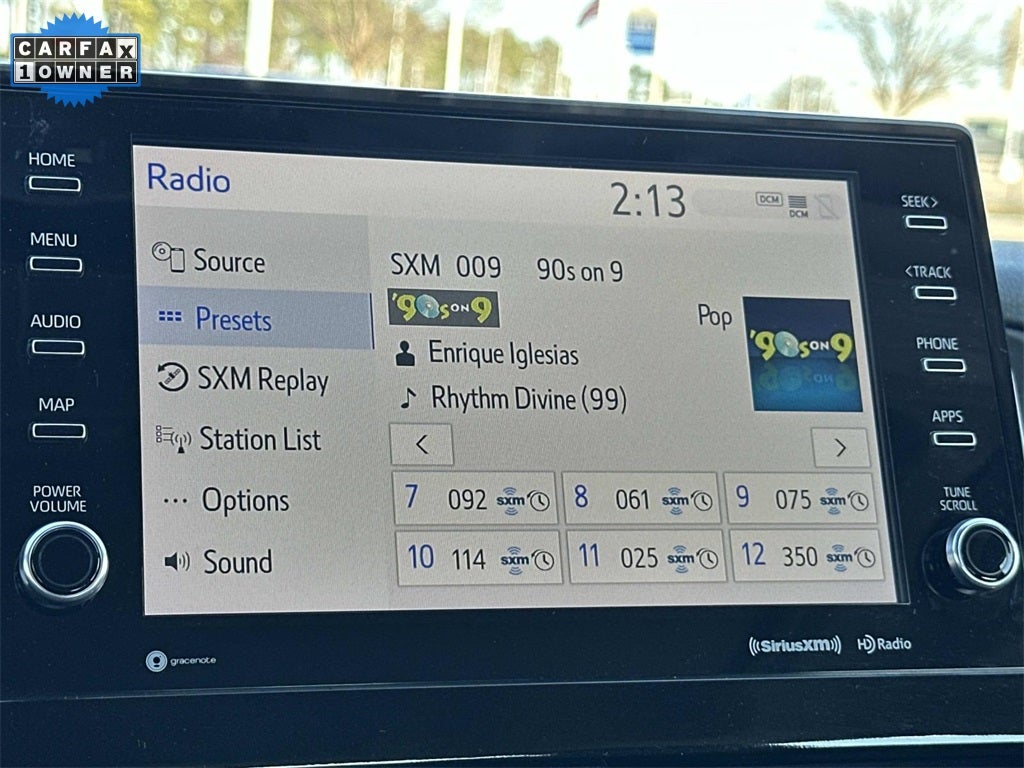 CARFAX
1 OWNER
HOME
MENU
AUDIO
MAP
POWER
VOLUME
Radio
2:13
DCM
DCM
Source
Presets
SXM Replay
Station List
Options
Sound
SXM 009 90s on 9
'90s ON 9
Pop
'90s ON 9
Enrique Iglesias
Rhythm Divine (99)
<
>
7 092 sxm
8 061 sxm
9 075 sxm
10 114 sxm
11 025 sxm
12 350 sxm
SEEK>
<TRACK
PHONE
APPS
TUNE
SCROLL
gracenote
((SiriusXM))
HD Radio